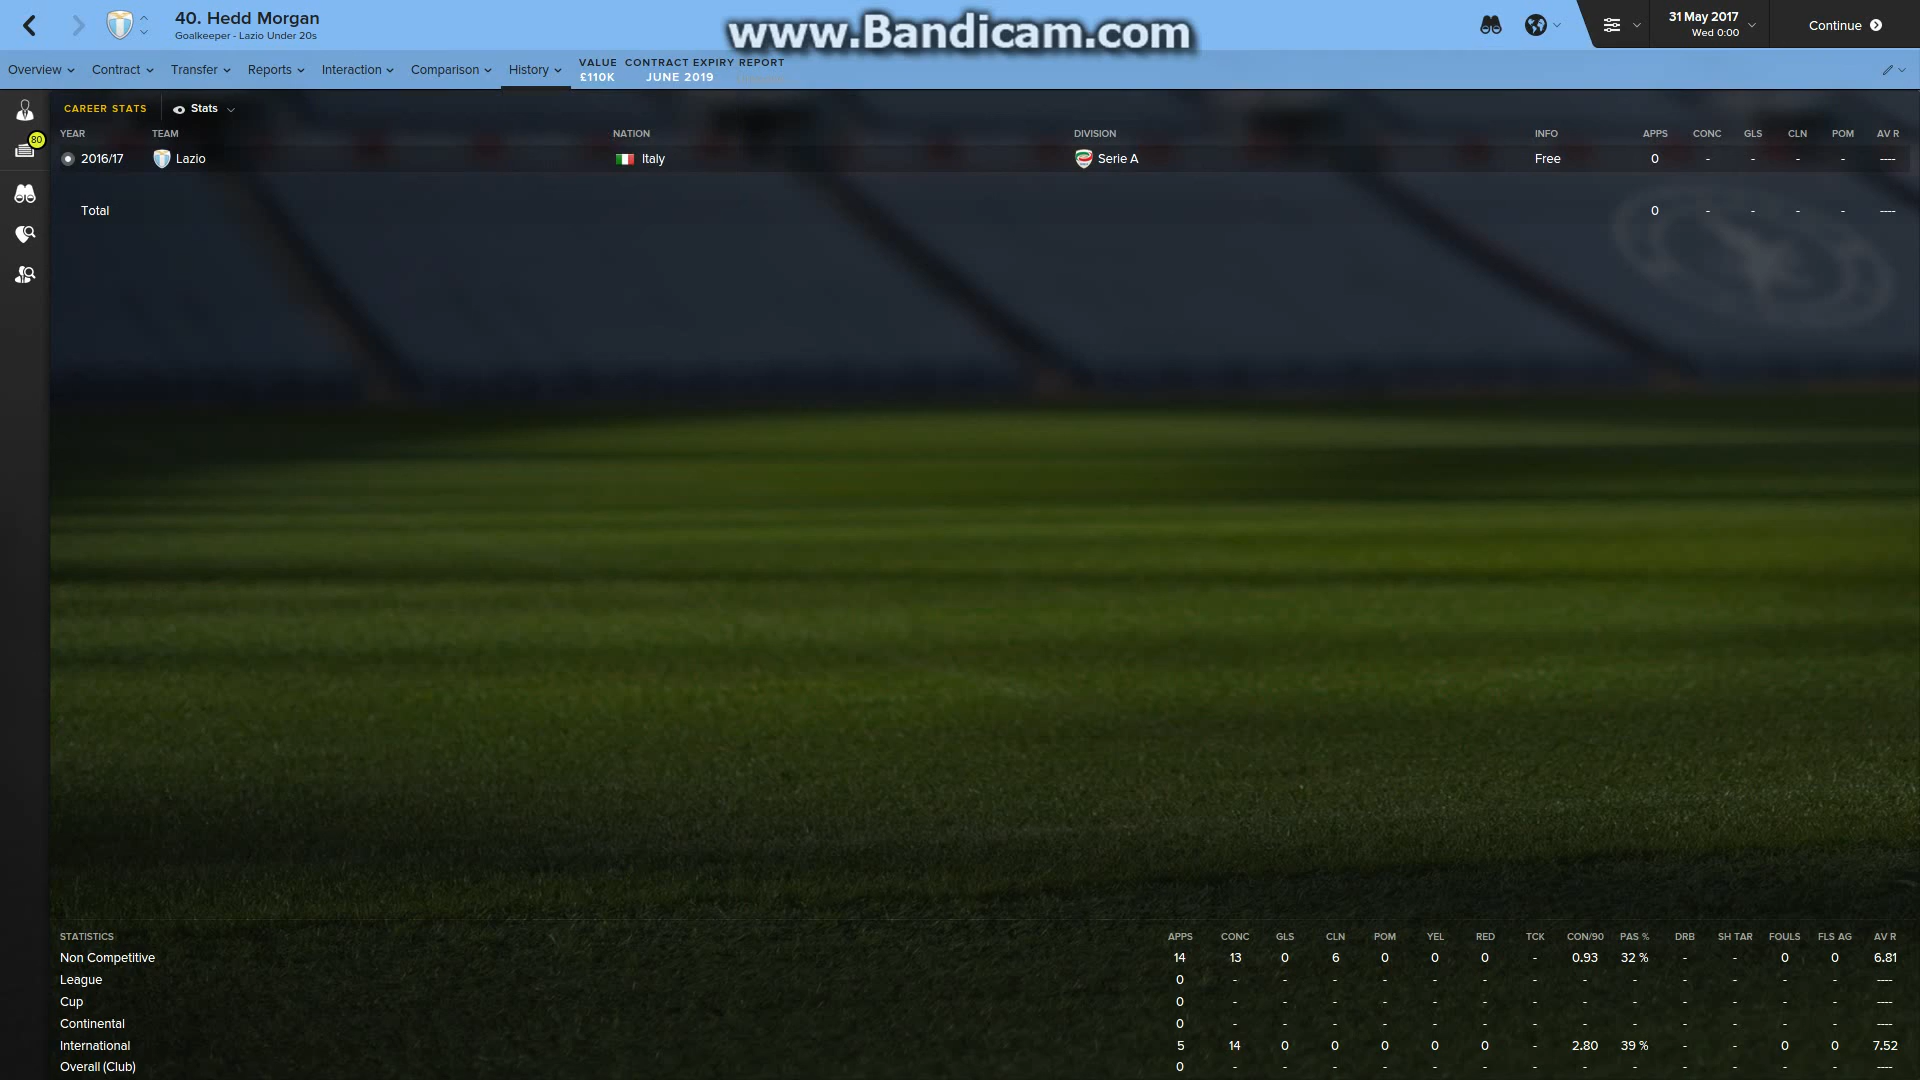 40. Hedd Morgan
Goalkeeper - Lazio Under 20s
www.Bandicam.com
31 May 2017
Wed 0:00
Continue
Overview Contract Transfer Reports Interaction Comparison History
VALUE CONTRACT EXPIRY REPORT
£110K JUNE 2019
80
CAREER STATS Stats
YEAR TEAM NATION DIVISION INFO APPS CONC GLS CLN POM AV R
2016/17 Lazio Italy Serie A Free 0 - - - - ----
Total 0 - - - - ----
STATISTICS APPS CONC GLS CLN POM YEL RED TCK CON/90 PAS % DRB SH TAR FOULS FLS AG AV R
Non Competitive 14 13 0 6 0 0 0 - 0.93 32 % - - 0 0 6.81
League 0 - - - - - - - - - - - - - ----
Cup 0 - - - - - - - - - - - - - ----
Continental 0 - - - - - - - - - - - - - ----
International 5 14 0 0 0 0 0 - 2.80 39 % - - 0 0 7.52
Overall (Club) 0 - - - - - - - - - - - - - ----